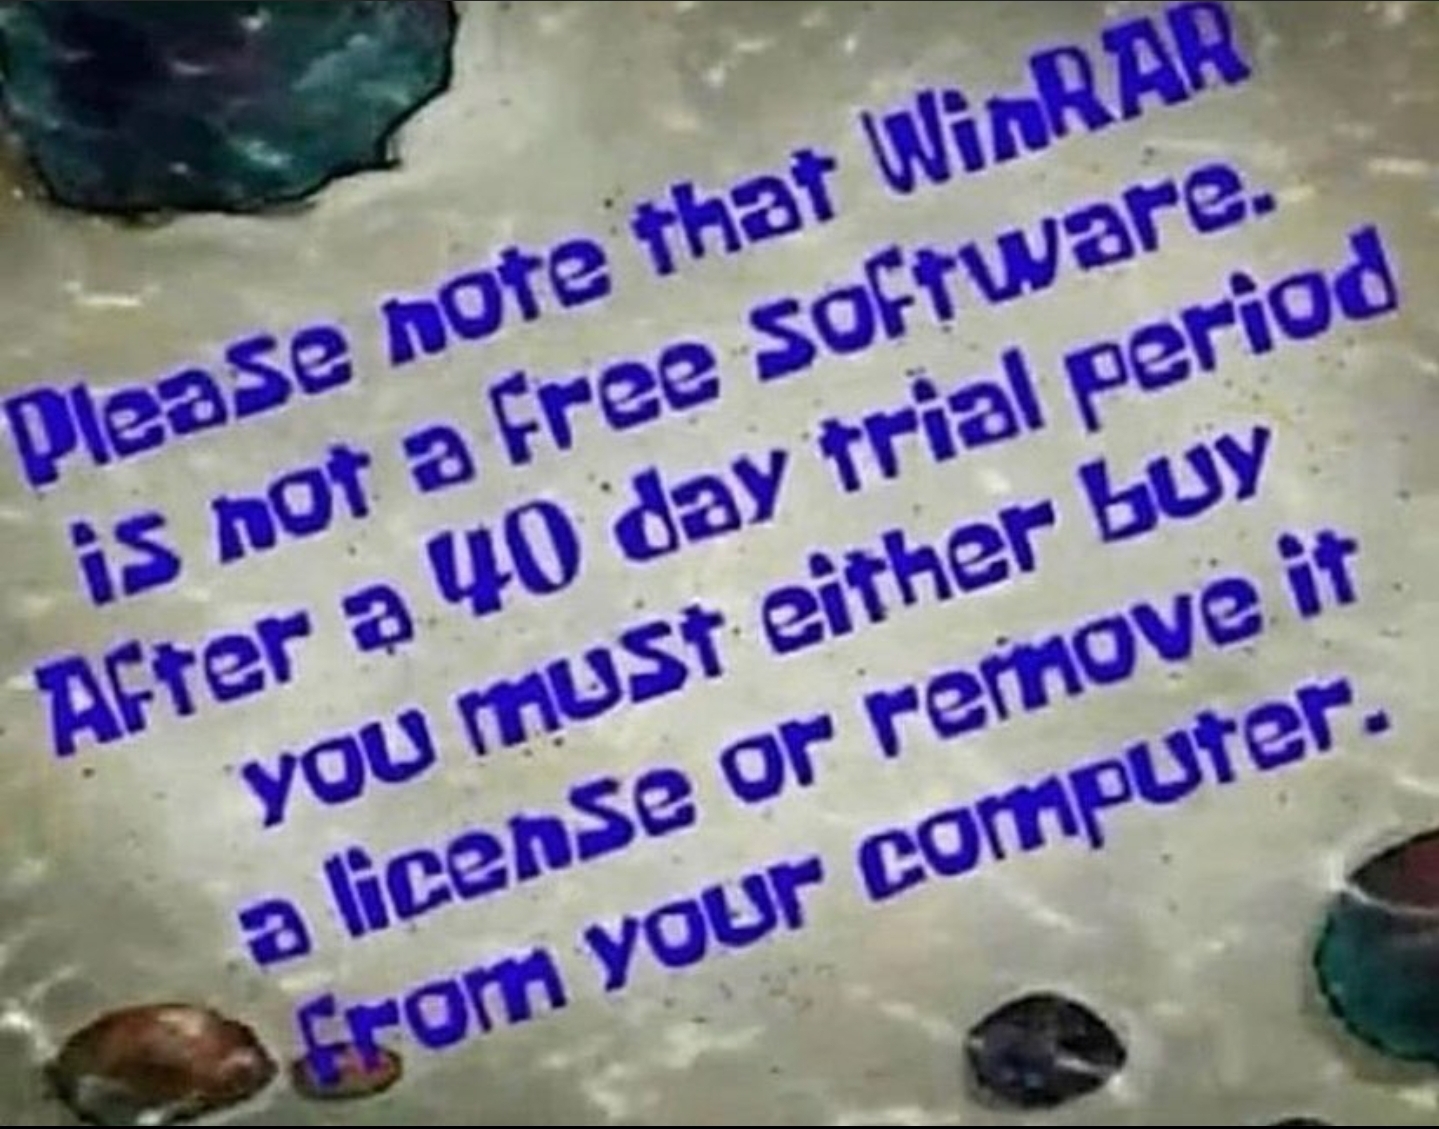 Please note that WinRAR
is not a free software.
After a 40 day trial period
you must either buy
a license or remove it
from your computer.